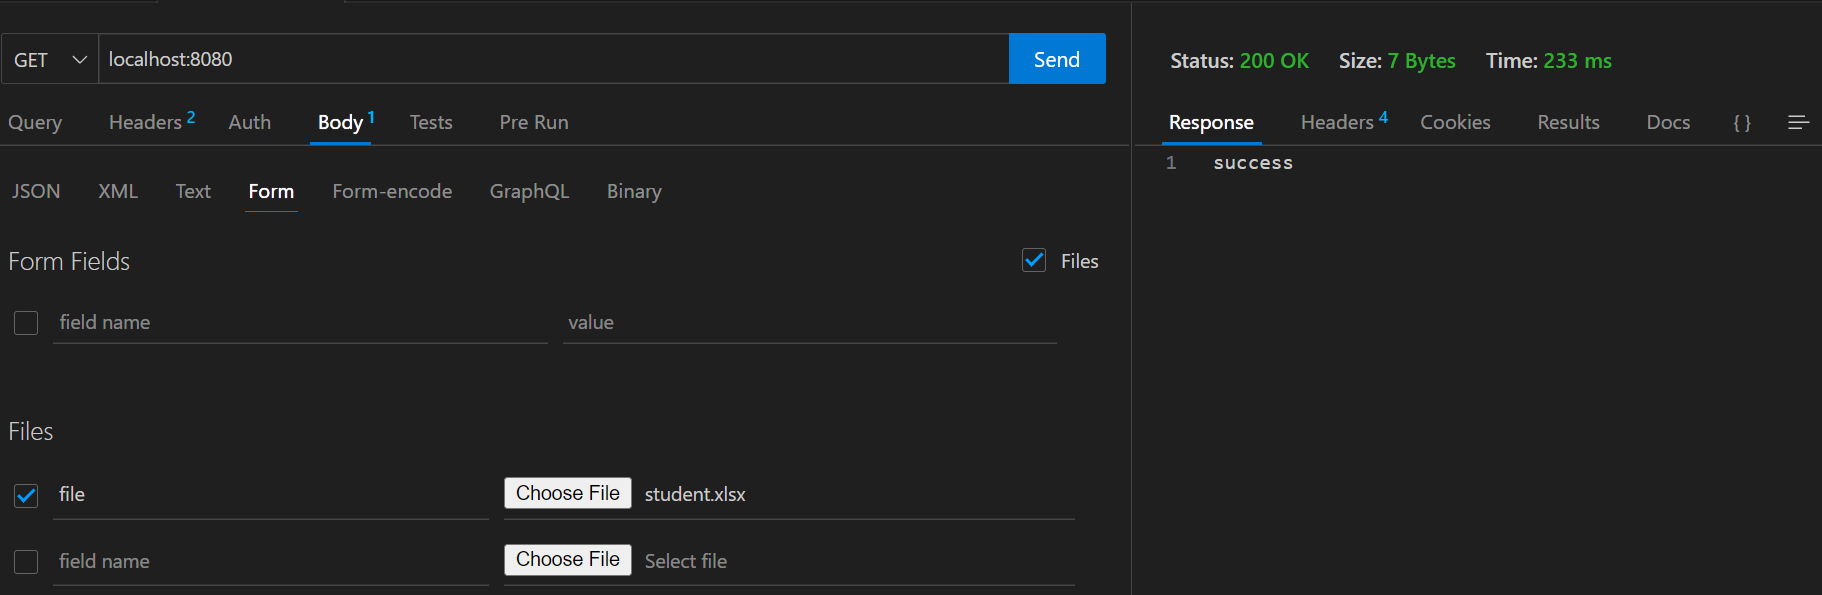 GET localhost:8080 Send
Query Headers 2 Auth Body 1 Tests Pre Run
JSON XML Text Form Form-encode GraphQL Binary
Form Fields Files
field name value
Files
file Choose File student.xlsx
field name Choose File Select file
Status: 200 OK Size: 7 Bytes Time: 233 ms
Response Headers 4 Cookies Results Docs { }
1 success